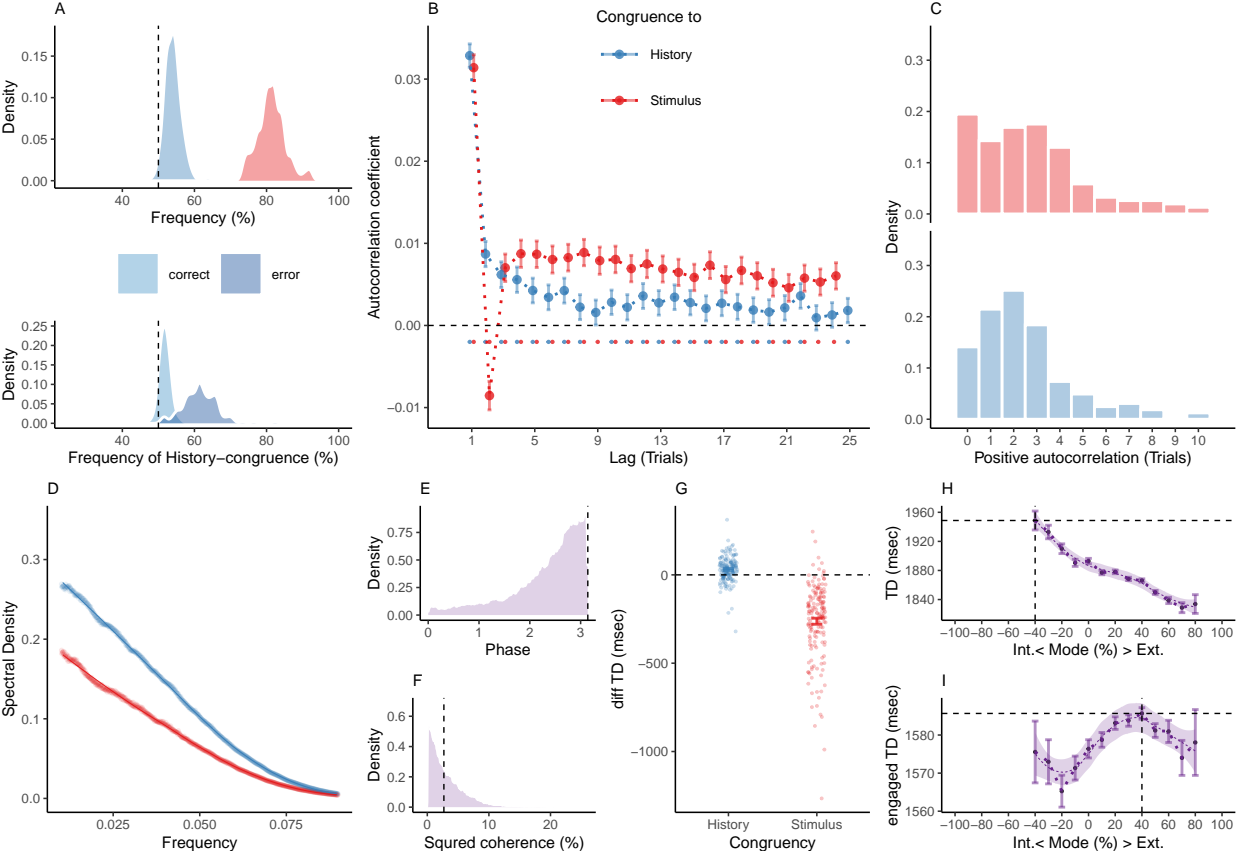 A
Density
0.15
0.10
0.05
0.00
40
60
80
100
Frequency (%)
correct
error
Density
0.25
0.20
0.15
0.10
0.05
0.00
40
60
80
100
Frequency of History−congruence (%)
B
Congruence to
History
Stimulus
Autocorrelation coefficient
0.03
0.02
0.01
0.00
−0.01
1
5
9
13
17
21
25
Lag (Trials)
C
Density
0.3
0.2
0.1
0.0
0.3
0.2
0.1
0.0
0
1
2
3
4
5
6
7
8
9
10
Positive autocorrelation (Trials)
D
Spectral Density
0.3
0.2
0.1
0.0
0.025
0.050
0.075
Frequency
E
Density
0.75
0.50
0.25
0.00
0
1
2
3
Phase
F
Density
0.6
0.4
0.2
0.0
0
10
20
Squred coherence (%)
G
diff TD (msec)
0
−500
−1000
History
Stimulus
Congruency
H
TD (msec)
1960
1920
1880
1840
−100
−80
−60
−40
−20
0
20
40
60
80
100
Int.< Mode (%) > Ext.
I
engaged TD (msec)
1580
1570
1560
−100
−80
−60
−40
−20
0
20
40
60
80
100
Int.< Mode (%) > Ext.